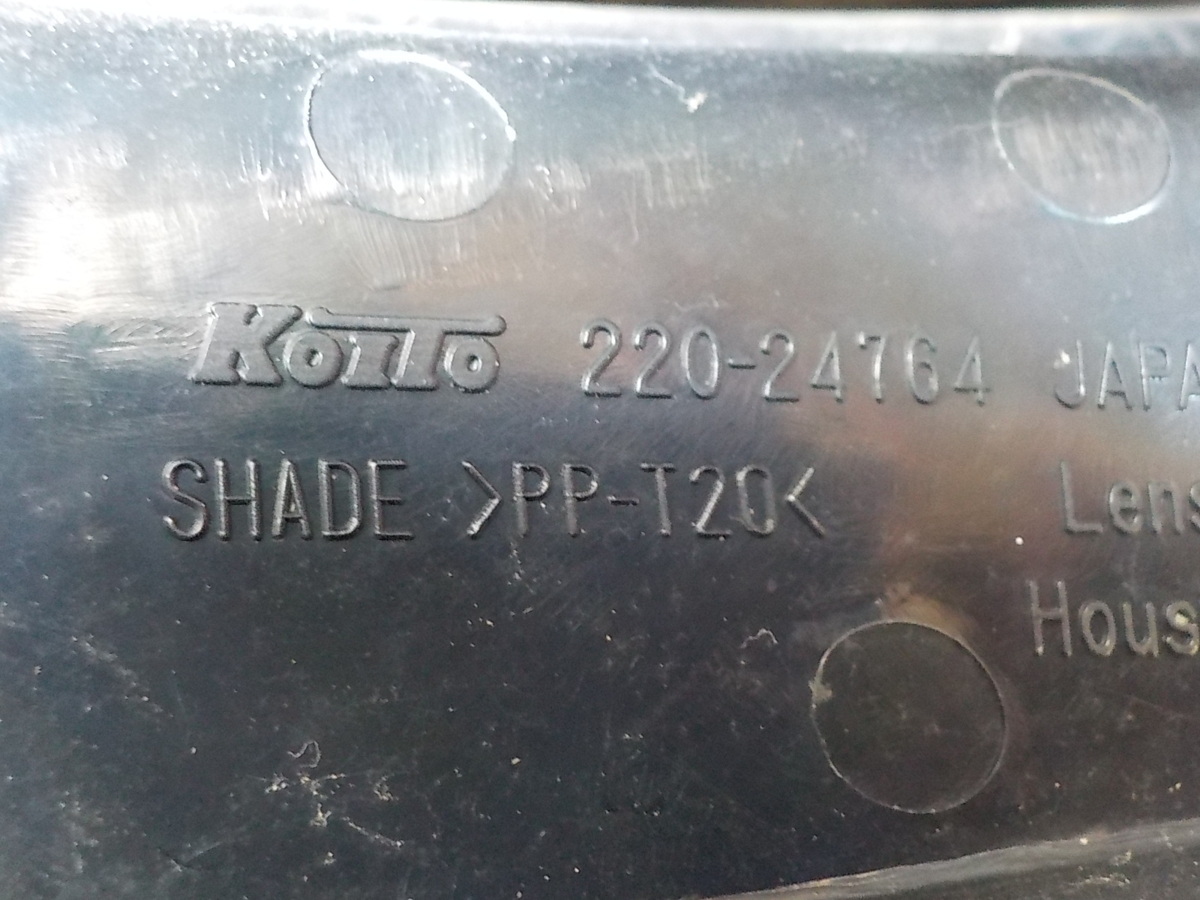 KOITO 220-24764 JAPA
SHADE >PP-T20< Lens
Hous